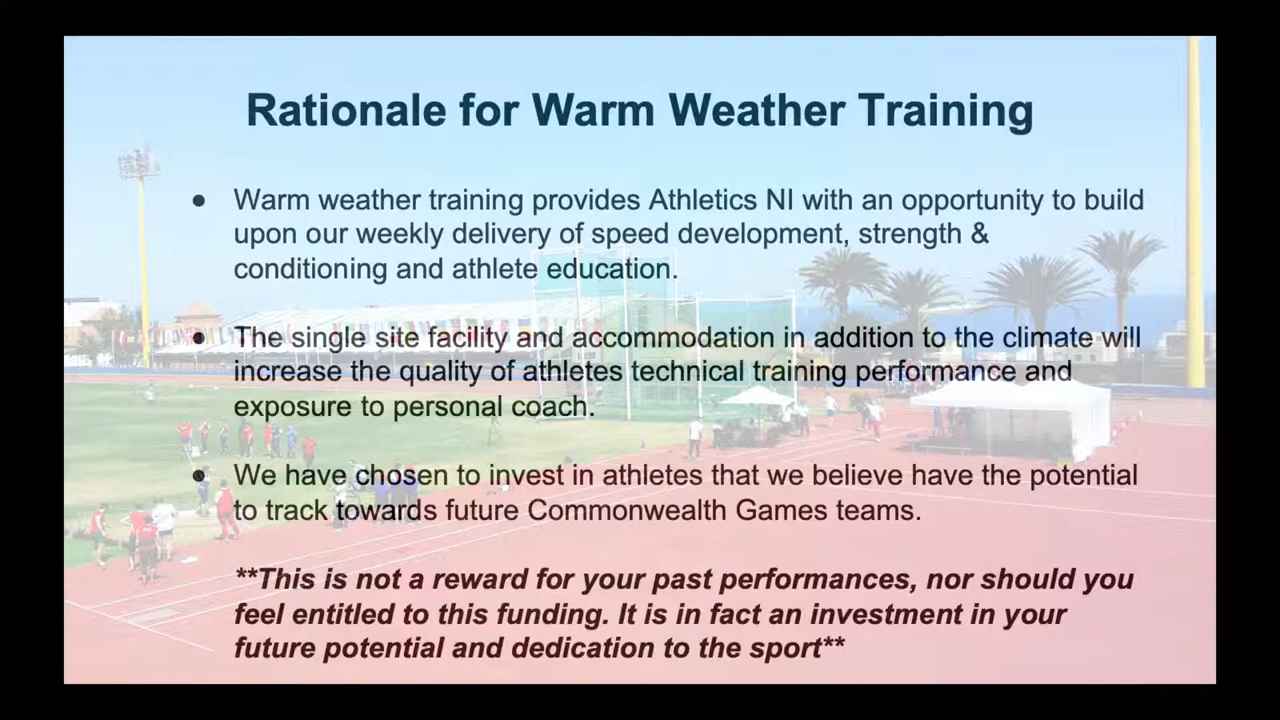 Rationale for Warm Weather Training
● Warm weather training provides Athletics NI with an opportunity to build
upon our weekly delivery of speed development, strength &
conditioning and athlete education.
● The single site facility and accommodation in addition to the climate will
increase the quality of athletes technical training performance and
exposure to personal coach.
● We have chosen to invest in athletes that we believe have the potential
to track towards future Commonwealth Games teams.
**This is not a reward for your past performances, nor should you
feel entitled to this funding. It is in fact an investment in your
future potential and dedication to the sport**